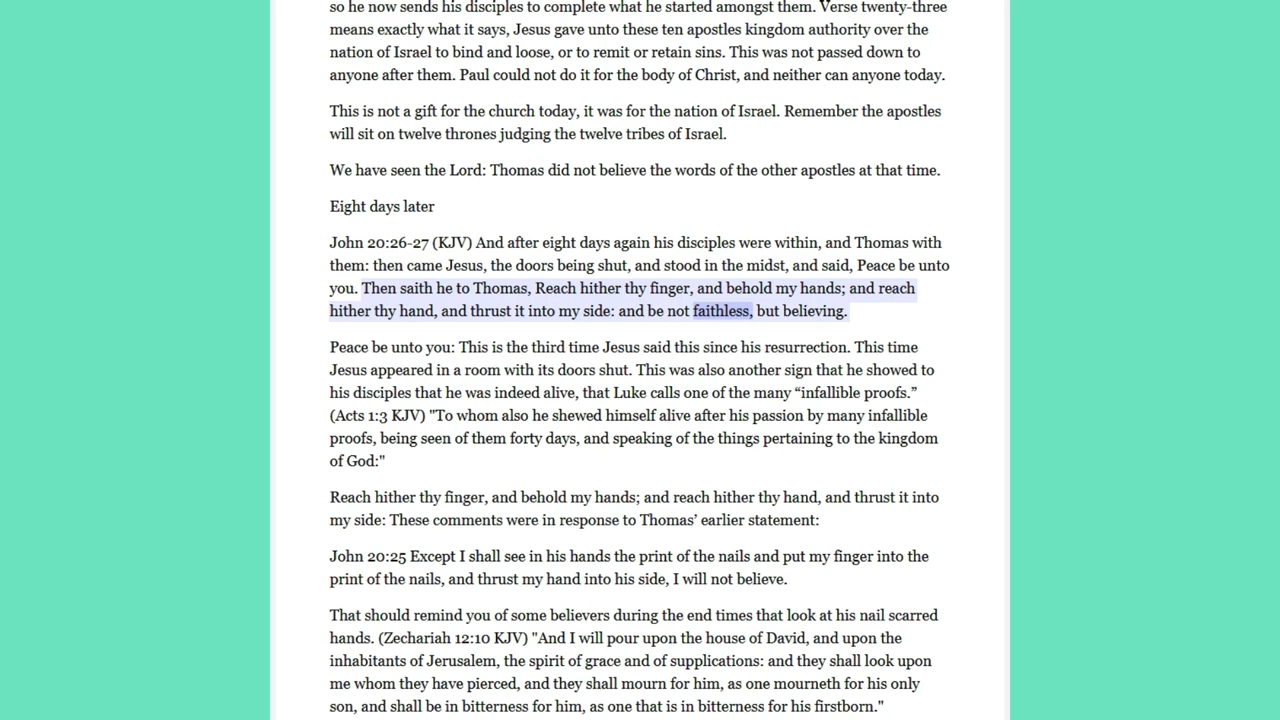 so he now sends his disciples to complete what he started amongst them. Verse twenty-three
means exactly what it says, Jesus gave unto these ten apostles kingdom authority over the
nation of Israel to bind and loose, or to remit or retain sins. This was not passed down to
anyone after them. Paul could not do it for the body of Christ, and neither can anyone today.
This is not a gift for the church today, it was for the nation of Israel. Remember the apostles
will sit on twelve thrones judging the twelve tribes of Israel.
We have seen the Lord: Thomas did not believe the words of the other apostles at that time.
Eight days later
John 20:26-27 (KJV) And after eight days again his disciples were within, and Thomas with
them: then came Jesus, the doors being shut, and stood in the midst, and said, Peace be unto
you. Then saith he to Thomas, Reach hither thy finger, and behold my hands; and reach
hither thy hand, and thrust it into my side: and be not faithless, but believing.
Peace be unto you: This is the third time Jesus said this since his resurrection. This time
Jesus appeared in a room with its doors shut. This was also another sign that he showed to
his disciples that he was indeed alive, that Luke calls one of the many “infallible proofs.”
(Acts 1:3 KJV) "To whom also he shewed himself alive after his passion by many infallible
proofs, being seen of them forty days, and speaking of the things pertaining to the kingdom
of God:"
Reach hither thy finger, and behold my hands; and reach hither thy hand, and thrust it into
my side: These comments were in response to Thomas’ earlier statement:
John 20:25 Except I shall see in his hands the print of the nails and put my finger into the
print of the nails, and thrust my hand into his side, I will not believe.
That should remind you of some believers during the end times that look at his nail scarred
hands. (Zechariah 12:10 KJV) "And I will pour upon the house of David, and upon the
inhabitants of Jerusalem, the spirit of grace and of supplications: and they shall look upon
me whom they have pierced, and they shall mourn for him, as one mourneth for his only
son, and shall be in bitterness for him, as one that is in bitterness for his firstborn."